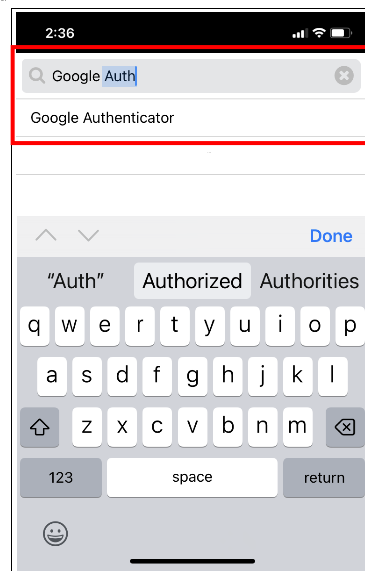 2:36
Google Auth
Google Authenticator
Done
“Auth” Authorized Authorities
q w e r t y u i o p
a s d f g h j k l
z x c v b n m
123 space return